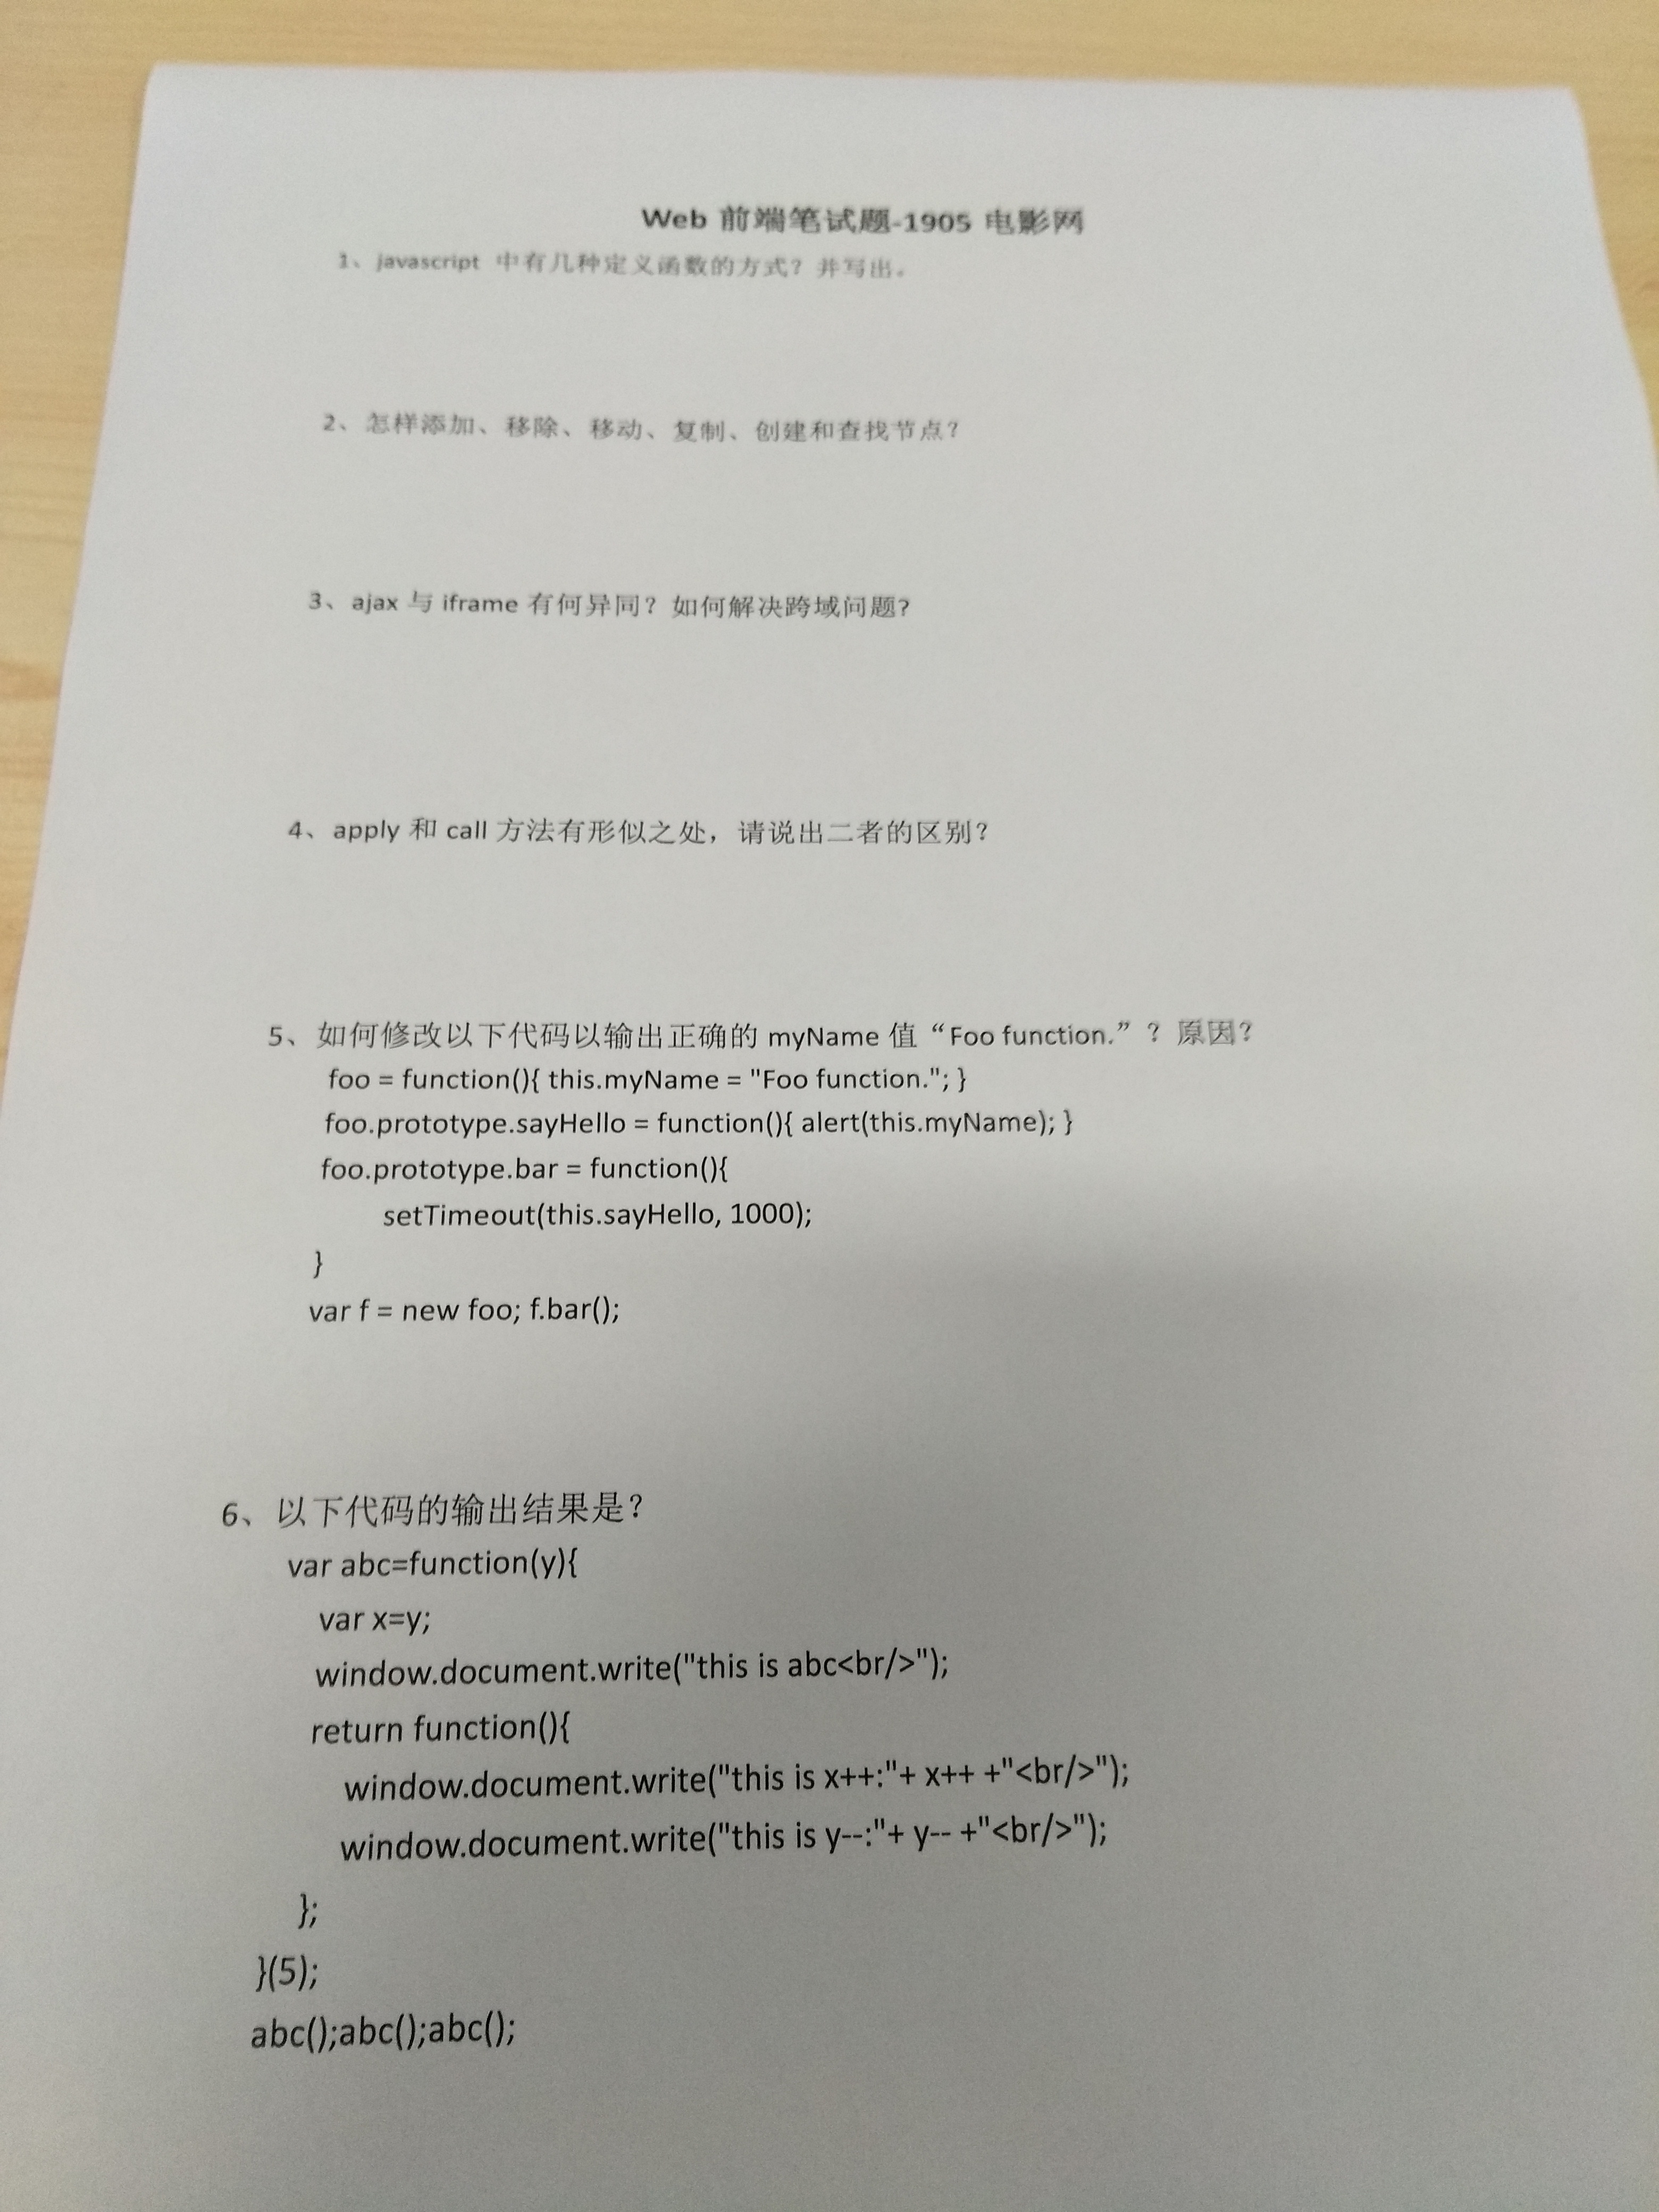 Web 前端笔试题-1905 电影网
1、javascript 中有几种定义函数的方式？并写出。
2、怎样添加、移除、移动、复制、创建和查找节点？
3、ajax 与 iframe 有何异同？如何解决跨域问题?
4、apply 和 call 方法有形似之处，请说出二者的区别？
5、如何修改以下代码以输出正确的 myName 值“Foo function.”？原因？
foo = function(){ this.myName = "Foo function."; }
foo.prototype.sayHello = function(){ alert(this.myName); }
foo.prototype.bar = function(){
setTimeout(this.sayHello, 1000);
}
var f = new foo; f.bar();
6、以下代码的输出结果是？
var abc=function(y){
var x=y;
window.document.write("this is abc<br/>");
return function(){
window.document.write("this is x++:"+ x++ +"<br/>");
window.document.write("this is y--:"+ y-- +"<br/>");
};
}(5);
abc();abc();abc();